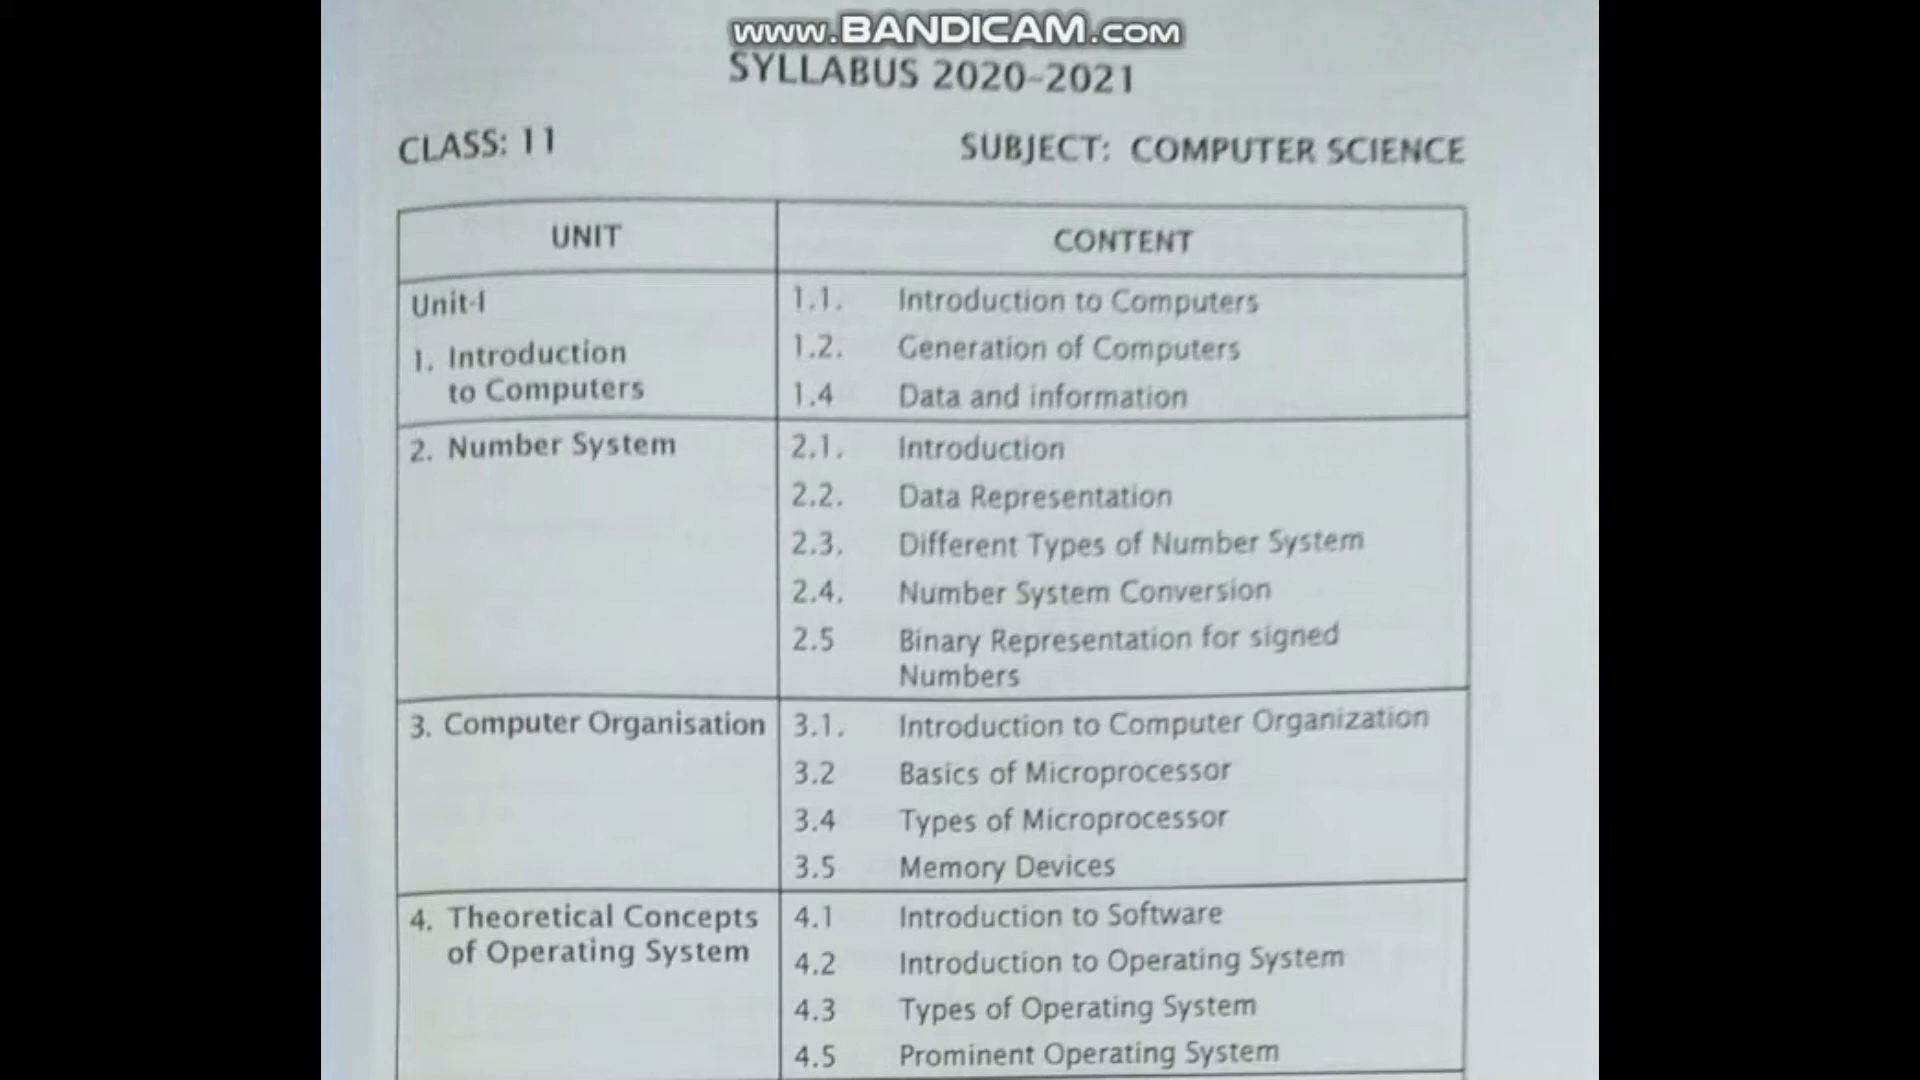 www.BANDICAM.com
SYLLABUS 2020-2021
CLASS: 11 SUBJECT: COMPUTER SCIENCE
UNIT CONTENT
Unit-I 1.1. Introduction to Computers
1. Introduction 1.2. Generation of Computers
to Computers 1.4 Data and information
2. Number System 2.1. Introduction
2.2. Data Representation
2.3. Different Types of Number System
2.4. Number System Conversion
2.5 Binary Representation for signed
Numbers
3. Computer Organisation 3.1. Introduction to Computer Organization
3.2 Basics of Microprocessor
3.4 Types of Microprocessor
3.5 Memory Devices
4. Theoretical Concepts 4.1 Introduction to Software
of Operating System 4.2 Introduction to Operating System
4.3 Types of Operating System
4.5 Prominent Operating System